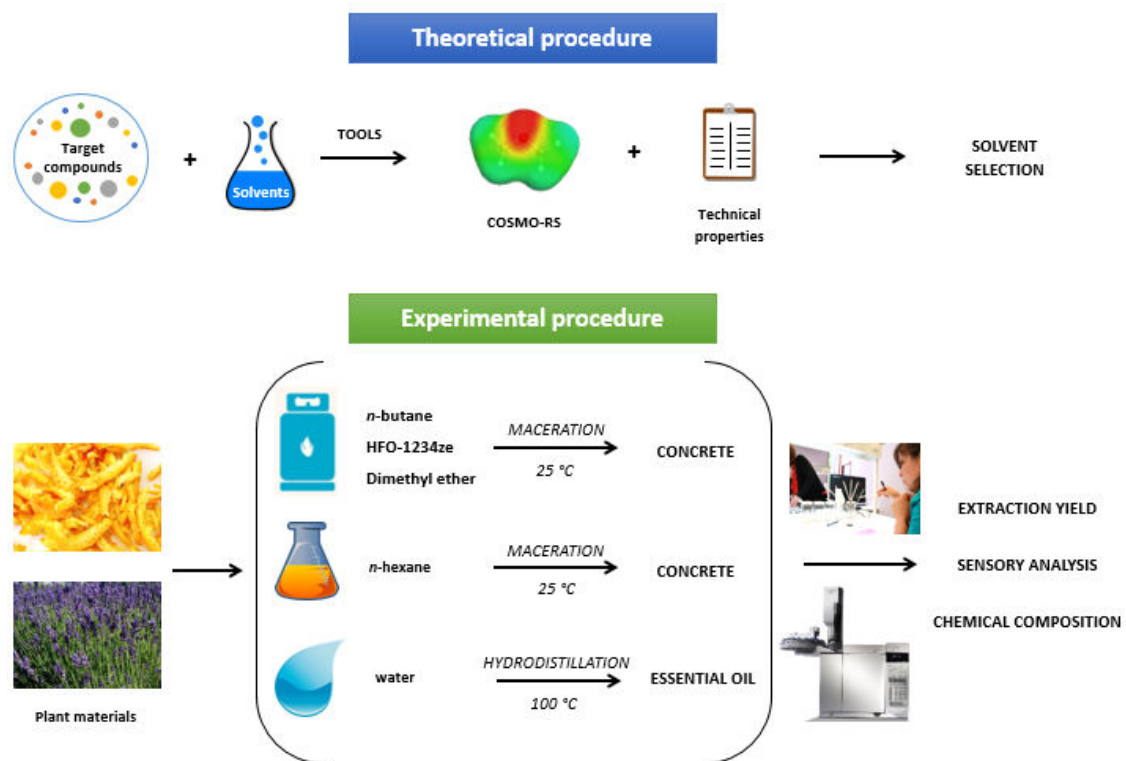 Theoretical procedure
Target
compounds
+
Solvents
TOOLS
COSMO-RS
+
Technical
properties
SOLVENT
SELECTION
Experimental procedure
Plant materials
n-butane
HFO-1234ze
Dimethyl ether
MACERATION
25 °C
CONCRETE
n-hexane
MACERATION
25 °C
CONCRETE
water
HYDRODISTILLATION
100 °C
ESSENTIAL OIL
EXTRACTION YIELD
SENSORY ANALYSIS
CHEMICAL COMPOSITION